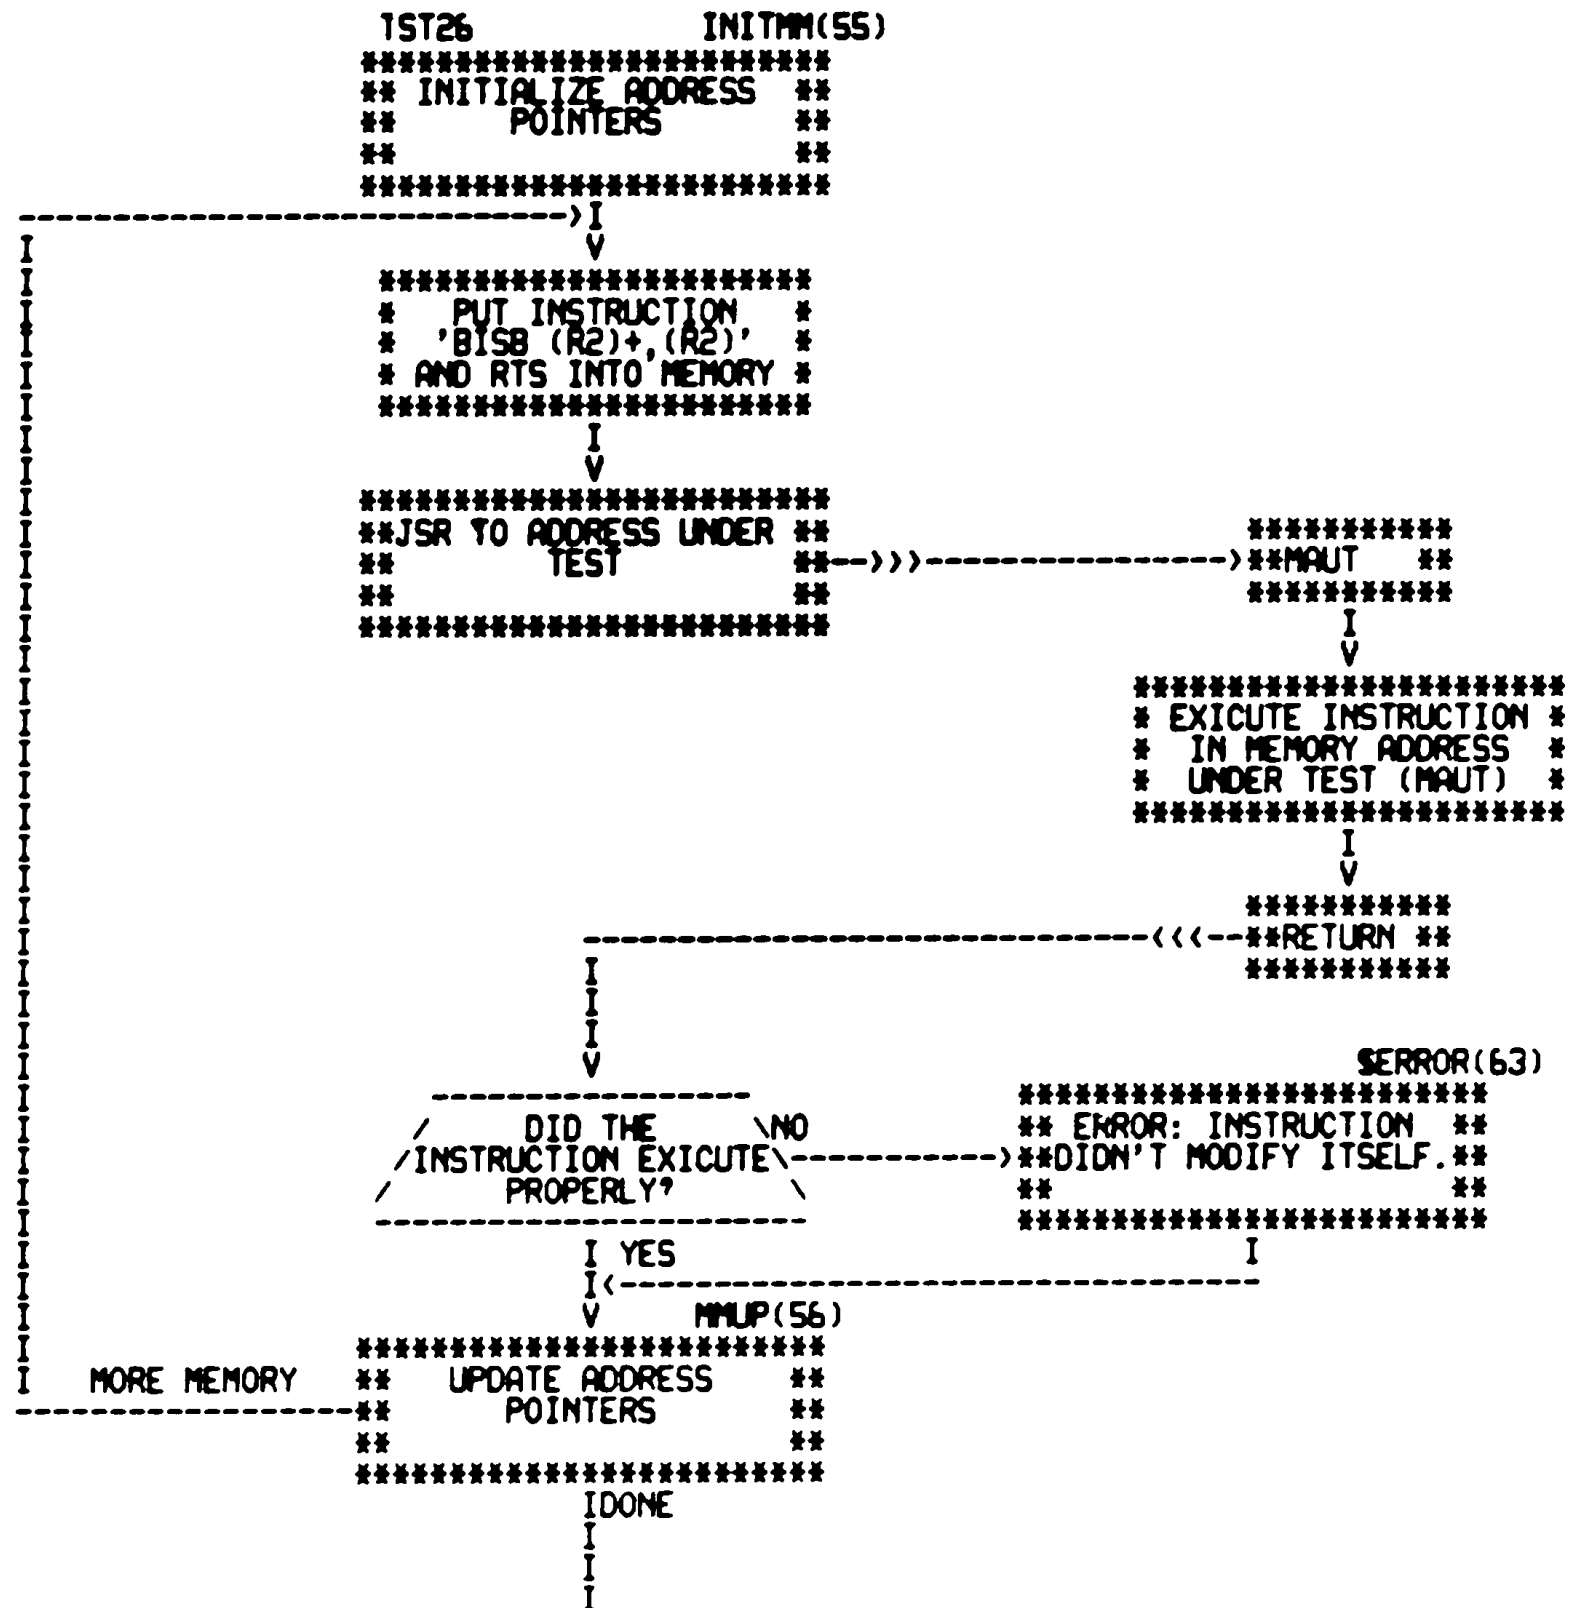 TST26 INITMM(55)
*************************
** INITIALIZE ADDRESS **
** POINTERS **
** **
*************************
------------------------------>I
V
***********************
* PUT INSTRUCTION *
* 'BISB (R2)+,(R2)' *
* AND RTS INTO MEMORY *
***********************
I
V
*************************
**JSR TO ADDRESS UNDER ** ***********
** TEST **-->>>----------------->**MAUT **
** ** ***********
************************* I
V
***********************
* EXICUTE INSTRUCTION *
* IN MEMORY ADDRESS *
* UNDER TEST (MAUT) *
***********************
I
V
***********
------------------------------<<<--**RETURN **
I ***********
I
I
V $ERROR(63)
----------------- *************************
/ DID THE \NO ** ERROR: INSTRUCTION **
/INSTRUCTION EXICUTE\------------>**DIDN'T MODIFY ITSELF.**
/ PROPERLY? \ ** **
----------------------- *************************
I YES I
I<----------------------------------
V MMUP(56)
*************************
I MORE MEMORY ** UPDATE ADDRESS **
------------------** POINTERS **
** **
*************************
IDONE
I
I
I